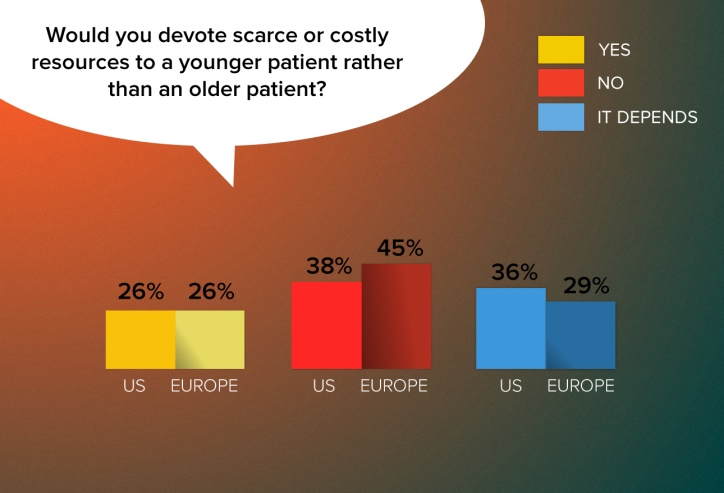 Would you devote scarce or costly
resources to a younger patient rather
than an older patient?
YES
NO
IT DEPENDS
26% 26%
38% 45%
36% 29%
US EUROPE
US EUROPE
US EUROPE